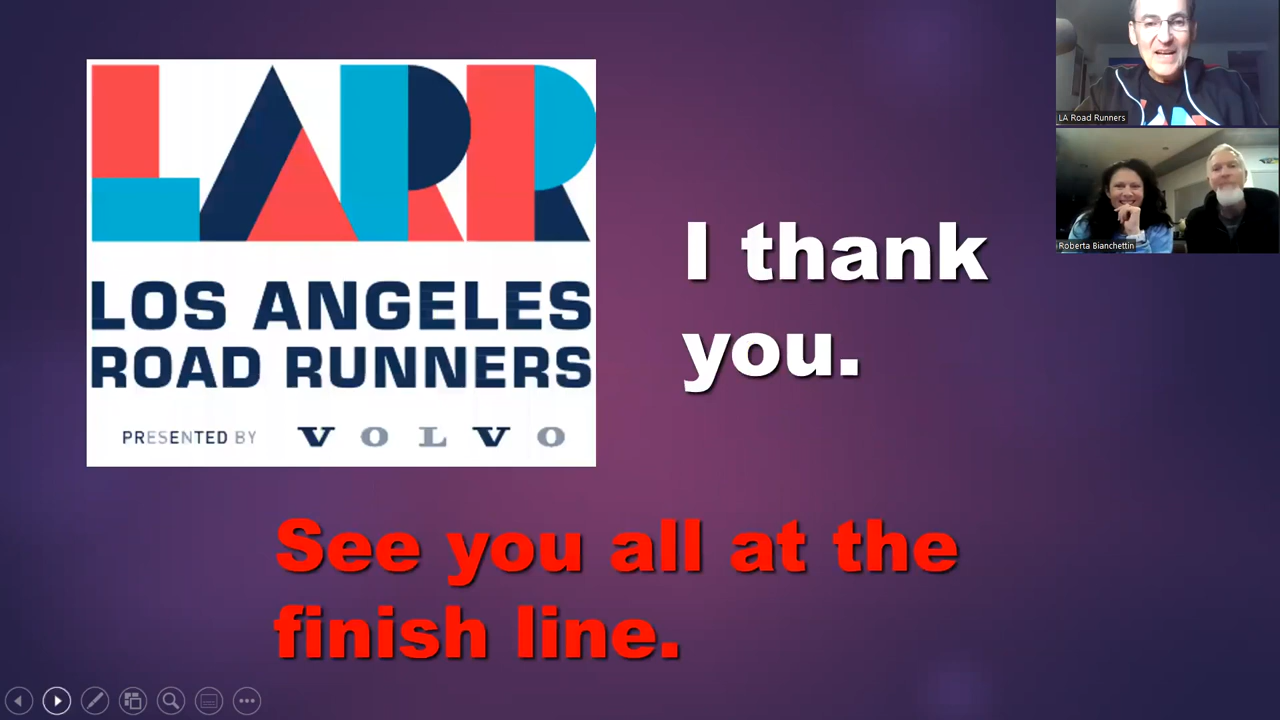 LARR
LOS ANGELES
ROAD RUNNERS
PRESENTED BY VOLVO
I thank
you.
See you all at the
finish line.
LA Road Runners
Roberta Bianchettin